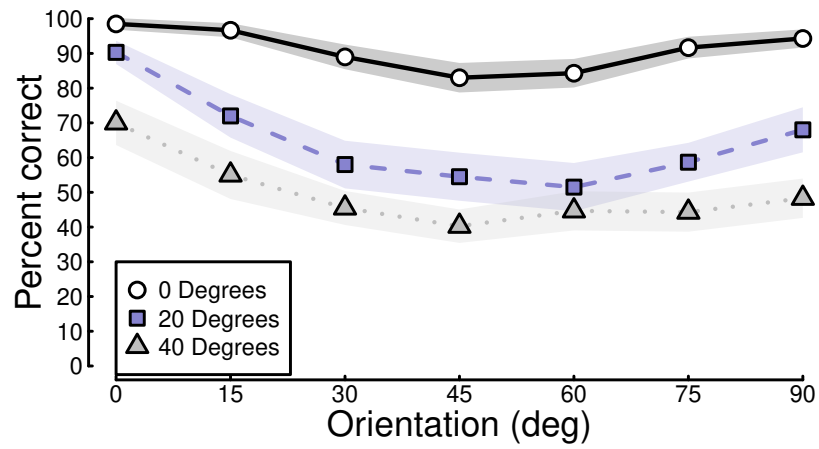 100
90
80
70
60
50
40
30
20
10
0
Percent correct
0 Degrees
20 Degrees
40 Degrees
0 15 30 45 60 75 90
Orientation (deg)